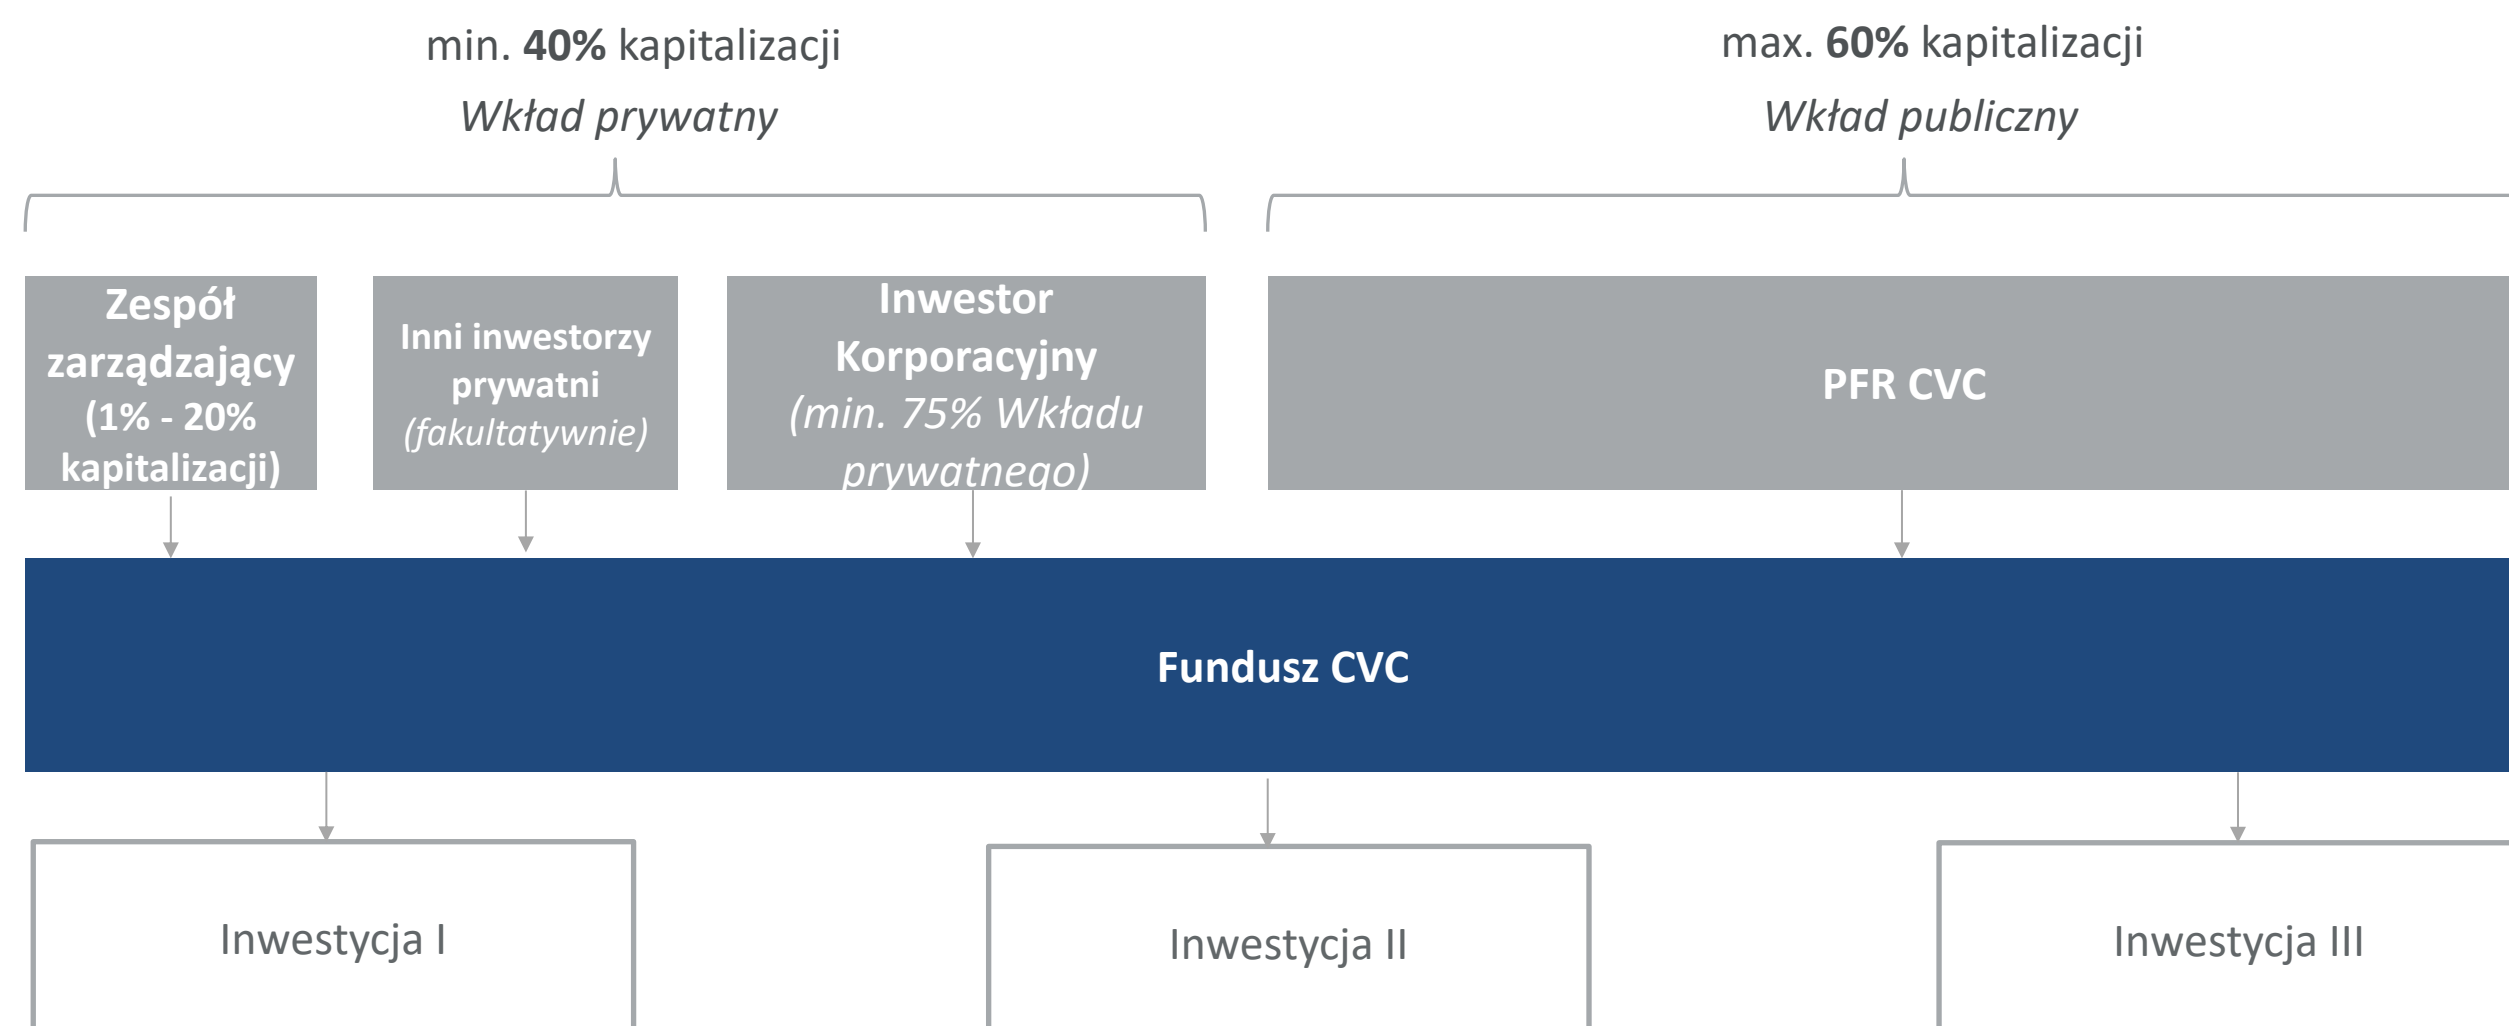 min. 40% kapitalizacji
Wkład prywatny
max. 60% kapitalizacji
Wkład publiczny
Zespół
zarządzający
(1% - 20%
kapitalizacji)
Inni inwestorzy
prywatni
(fakultatywnie)
Inwestor
Korporacyjny
(min. 75% Wkładu
prywatnego)
PFR CVC
Fundusz CVC
Inwestycja I
Inwestycja II
Inwestycja III